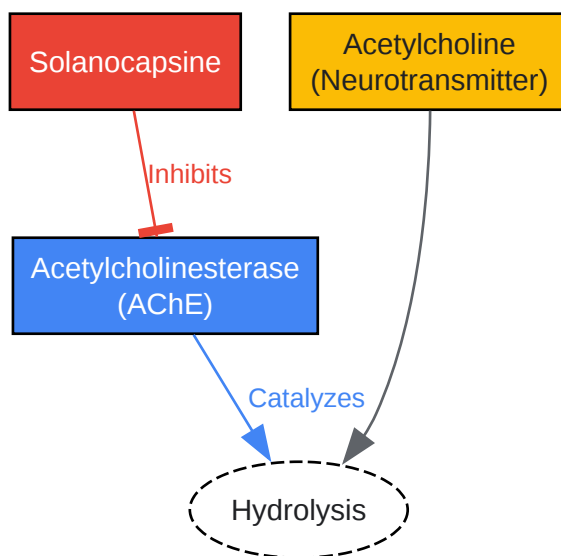 Solanocapsine
Acetylcholine
(Neurotransmitter)
Inhibits
Acetylcholinesterase
(AChE)
Catalyzes
Hydrolysis